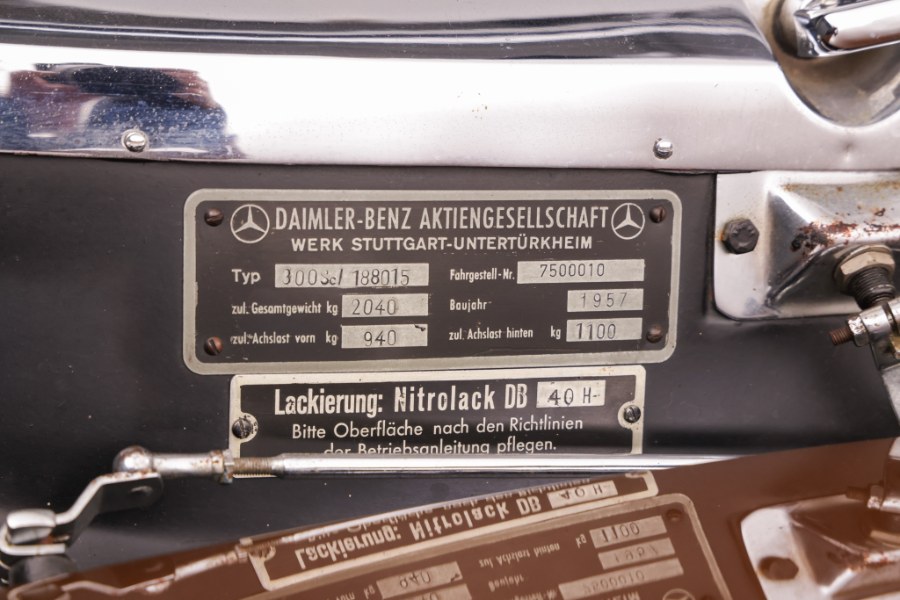 DAIMLER-BENZ AKTIENGESELLSCHAFT
WERK STUTTGART-UNTERTÜRKHEIM
Typ 300Sc/188015 Fahrgestell-Nr. 7500010
zul. Gesamtgewicht kg 2040 Baujahr 1957
zul. Achslast vorn kg 940 zul. Achslast hinten kg 1100
Lackierung: Nitrolack DB 40 H
Bitte Oberfläche nach den Richtlinien
der Betriebsanleitung pflegen.